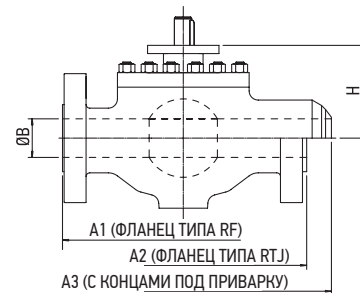 H
ØB
A1 (ФЛАНЕЦ ТИПА RF)
A2 (ФЛАНЕЦ ТИПА RTJ)
A3 (С КОНЦАМИ ПОД ПРИВАРКУ)